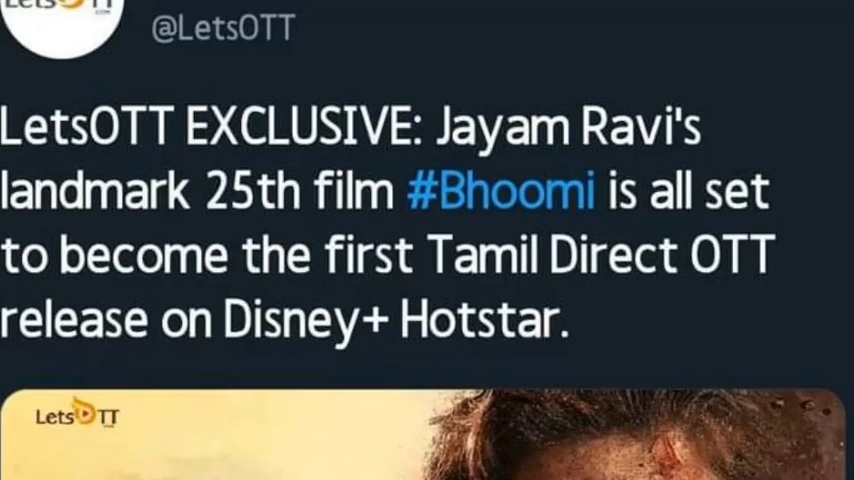 LetsOTT
@LetsOTT
LetsOTT EXCLUSIVE: Jayam Ravi's
landmark 25th film #Bhoomi is all set
to become the first Tamil Direct OTT
release on Disney+ Hotstar.
LetsOTT